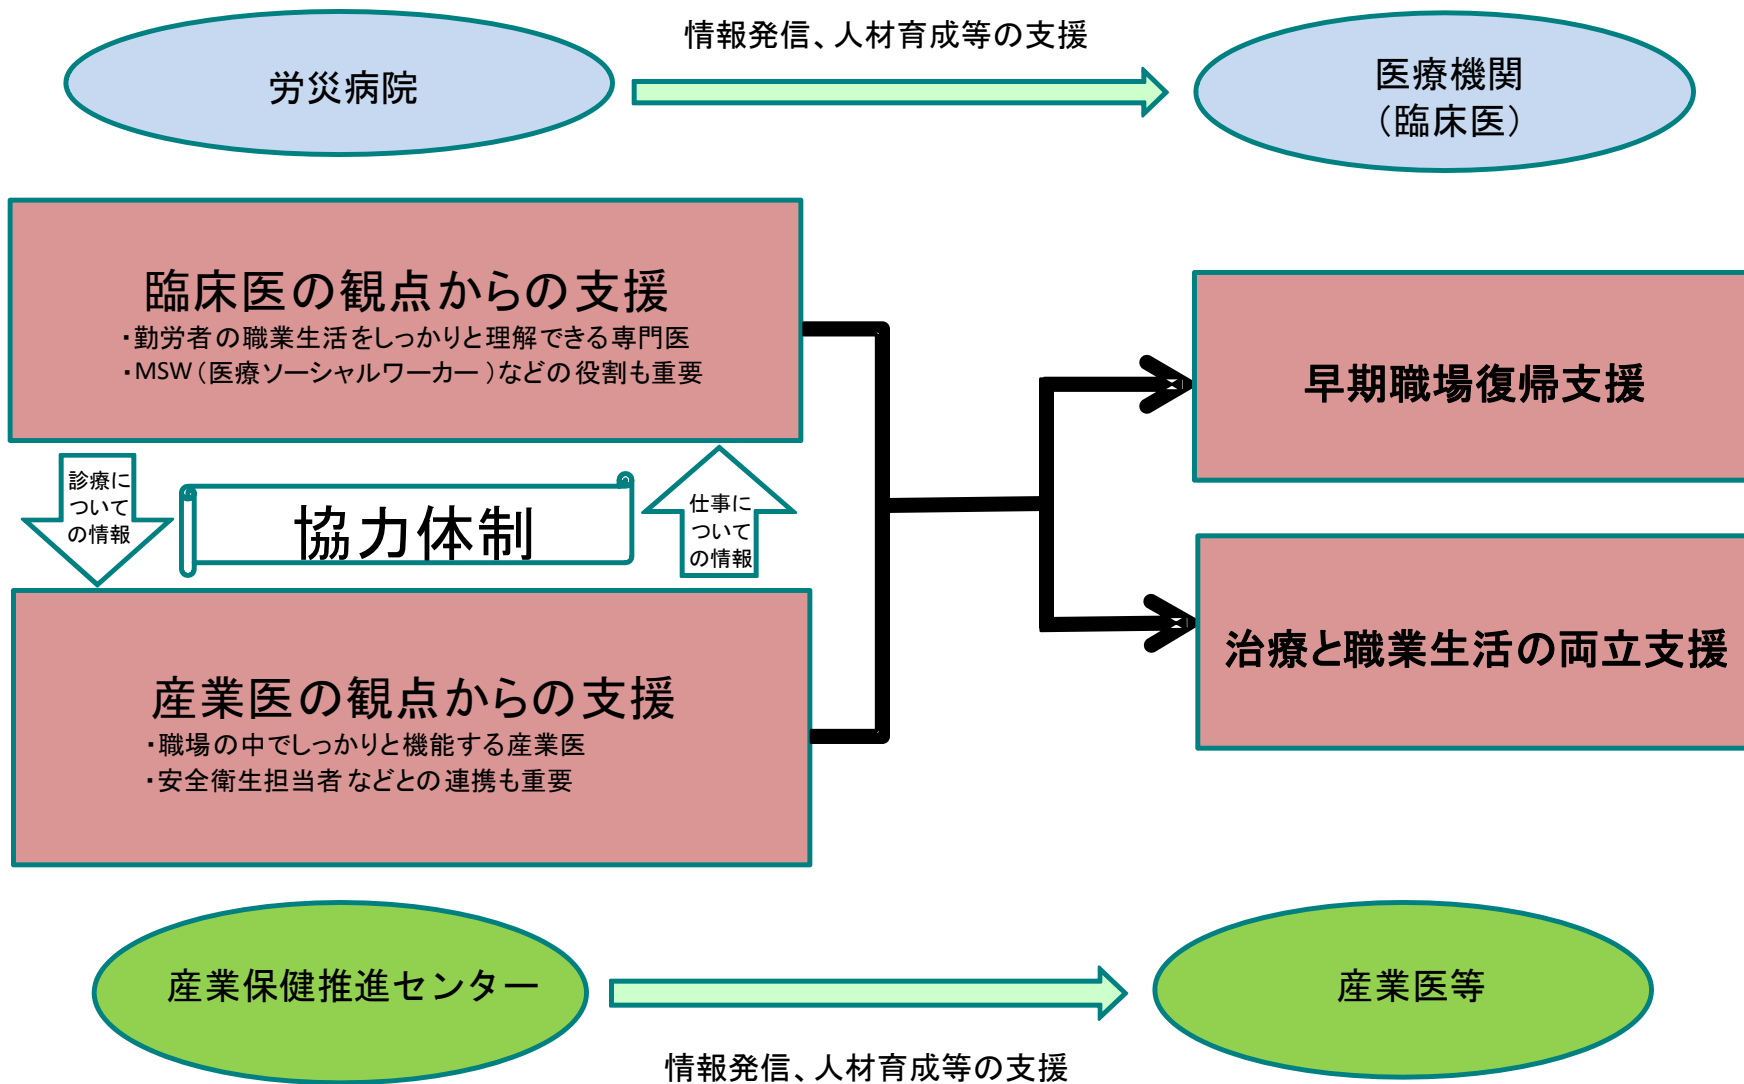 情報発信、人材育成等の支援
労災病院
医療機関
（臨床医）
臨床医の観点からの支援
・勤労者の職業生活をしっかりと理解できる専門医
・MSW（医療ソーシャルワーカー）などの役割も重要
早期職場復帰支援
診療に
ついて
の情報
協力体制
仕事に
ついて
の情報
治療と職業生活の両立支援
産業医の観点からの支援
・職場の中でしっかりと機能する産業医
・安全衛生担当者などとの連携も重要
産業保健推進センター
産業医等
情報発信、人材育成等の支援